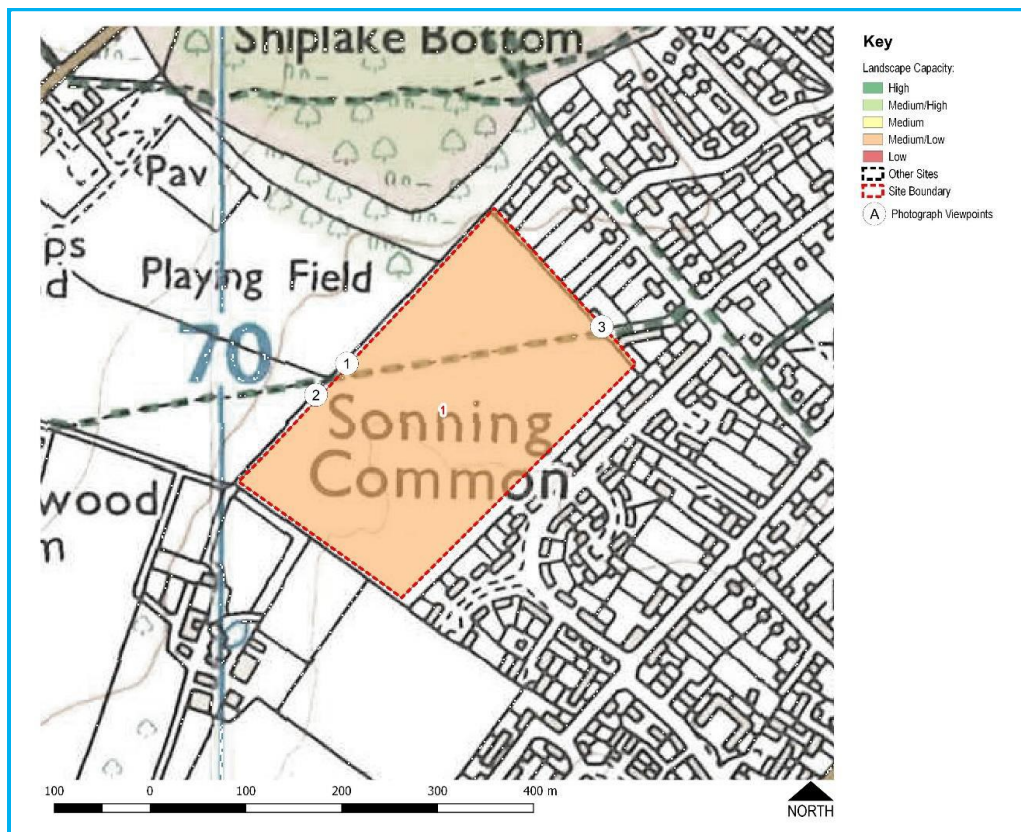 Shiplake Bottom
Pav
ps
d
Playing Field
70
1
2
3
1
Sonning
Common
wood
m
100 0 100 200 300 400 m
NORTH
Key
Landscape Capacity:
High
Medium/High
Medium
Medium/Low
Low
Other Sites
Site Boundary
A Photograph Viewpoints